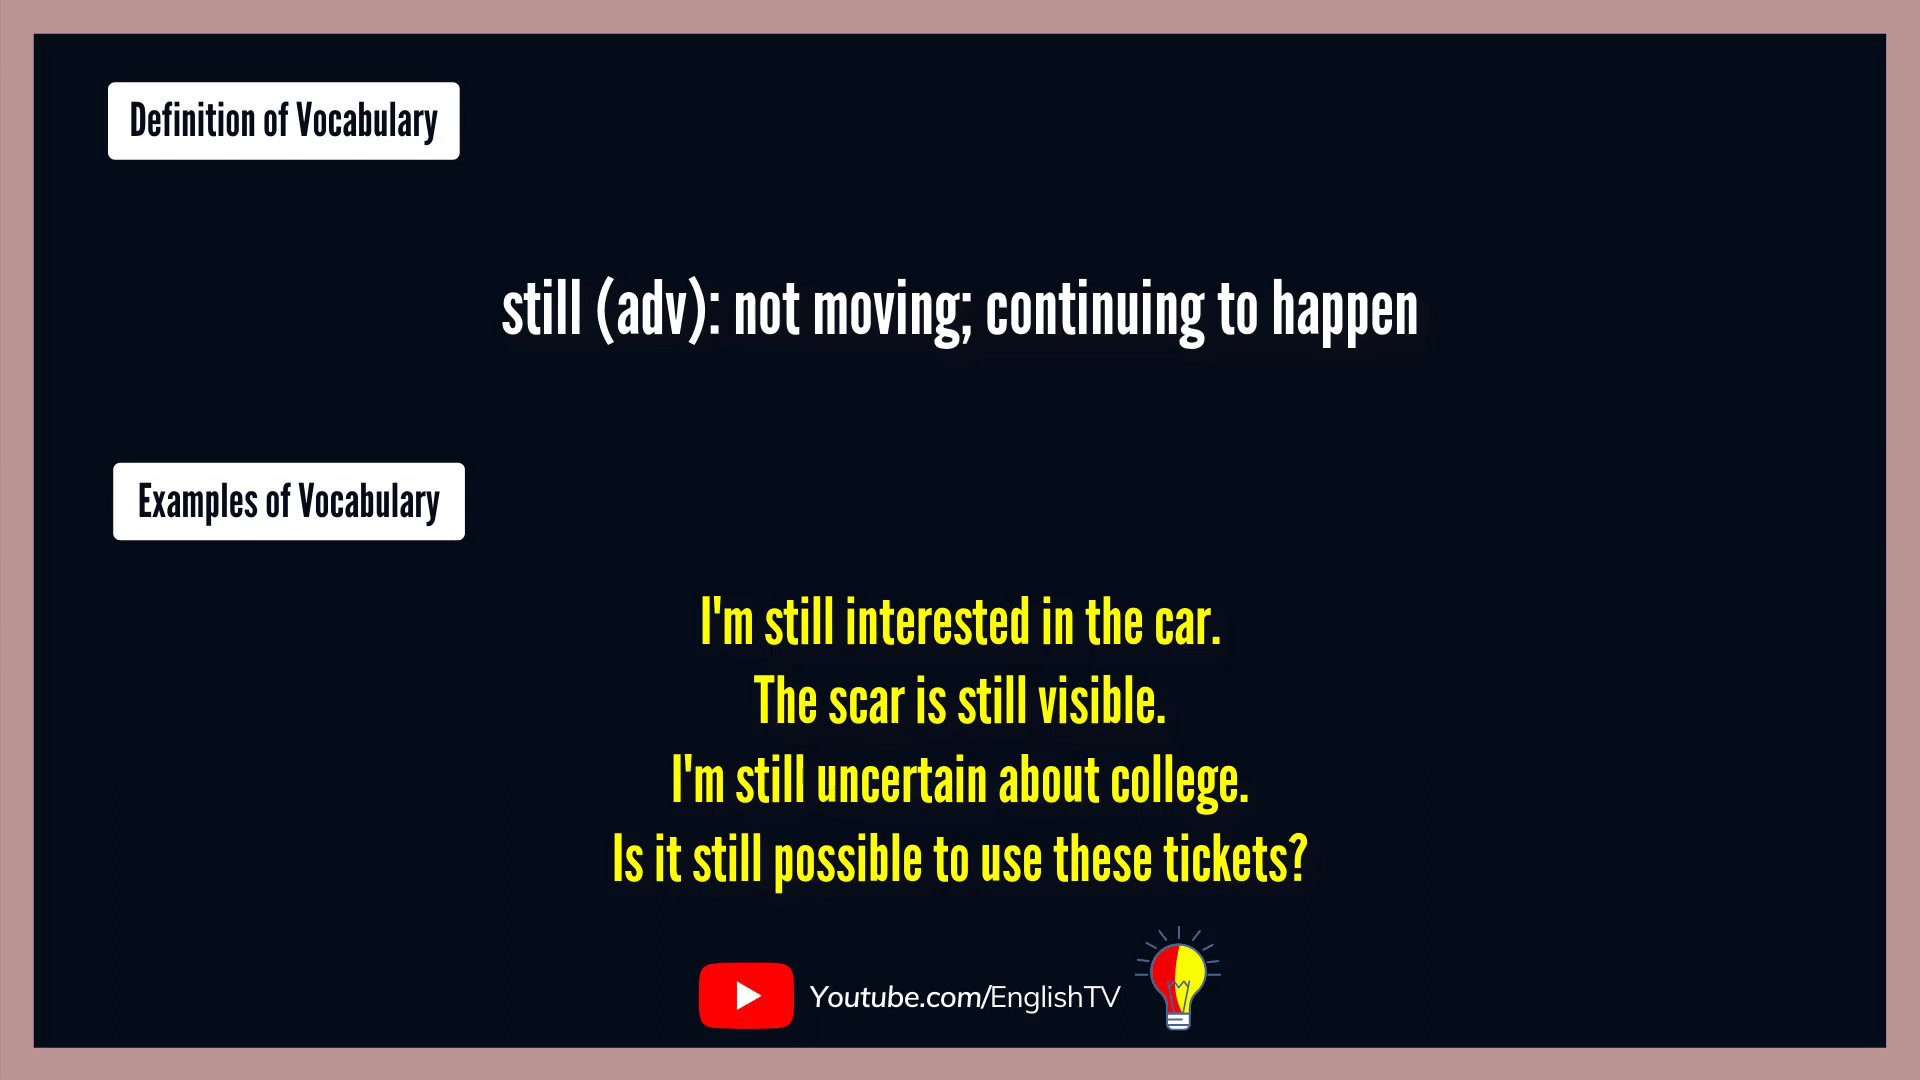 Definition of Vocabulary
still (adv): not moving; continuing to happen
Examples of Vocabulary
I'm still interested in the car.
The scar is still visible.
I'm still uncertain about college.
Is it still possible to use these tickets?
Youtube.com/EnglishTV